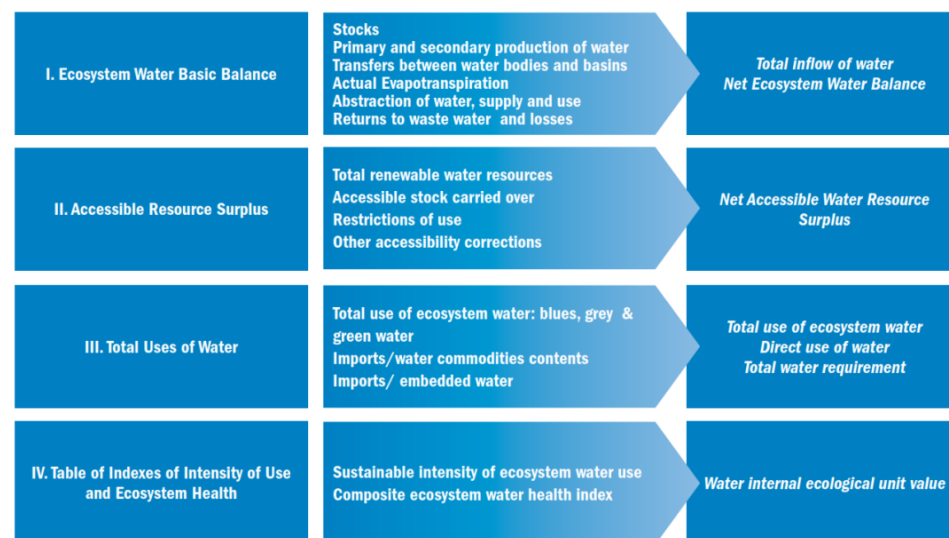 I. Ecosystem Water Basic Balance
Stocks
Primary and secondary production of water
Transfers between water bodies and basins
Actual Evapotranspiration
Abstraction of water, supply and use
Returns to waste water and losses
Total inflow of water
Net Ecosystem Water Balance
II. Accessible Resource Surplus
Total renewable water resources
Accessible stock carried over
Restrictions of use
Other accessibility corrections
Net Accessible Water Resource
Surplus
III. Total Uses of Water
Total use of ecosystem water: blues, grey &
green water
Imports/water commodities contents
Imports/ embedded water
Total use of ecosystem water
Direct use of water
Total water requirement
IV. Table of Indexes of Intensity of Use
and Ecosystem Health
Sustainable intensity of ecosystem water use
Composite ecosystem water health index
Water internal ecological unit value